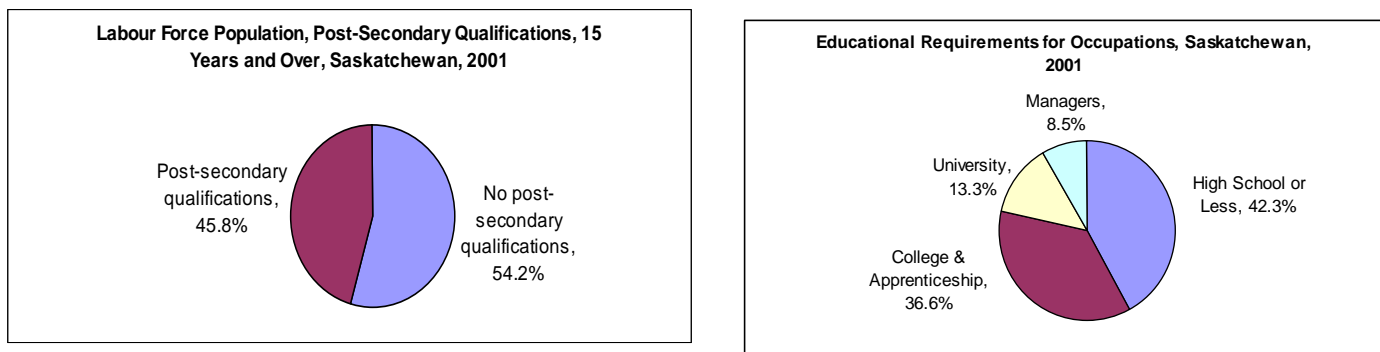 Labour Force Population, Post-Secondary Qualifications, 15
Years and Over, Saskatchewan, 2001
Post-secondary
qualifications,
45.8%
No post-
secondary
qualifications,
54.2%
Educational Requirements for Occupations, Saskatchewan,
2001
Managers,
8.5%
University,
13.3%
High School or
Less, 42.3%
College &
Apprenticeship,
36.6%